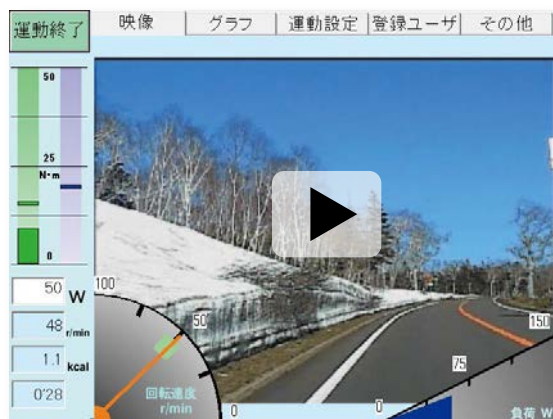 運動終了
映像
グラフ
運動設定
登録ユーザ
その他
50
25
N・m
0
50 W
48 r/min
1.1 kcal
0'28
100
50
0
回転速度
r/min
0
75
150
負荷 W